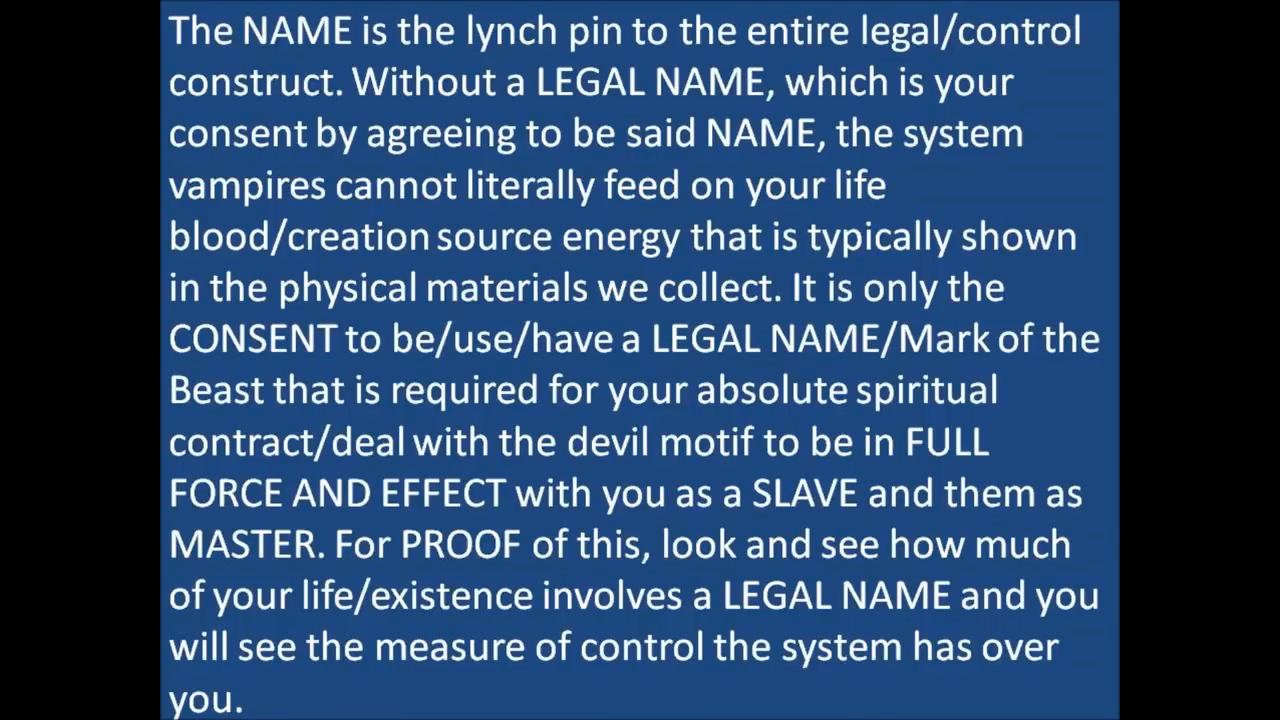 The NAME is the lynch pin to the entire legal/control
construct. Without a LEGAL NAME, which is your
consent by agreeing to be said NAME, the system
vampires cannot literally feed on your life
blood/creation source energy that is typically shown
in the physical materials we collect. It is only the
CONSENT to be/use/have a LEGAL NAME/Mark of the
Beast that is required for your absolute spiritual
contract/deal with the devil motif to be in FULL
FORCE AND EFFECT with you as a SLAVE and them as
MASTER. For PROOF of this, look and see how much
of your life/existence involves a LEGAL NAME and you
will see the measure of control the system has over
you.